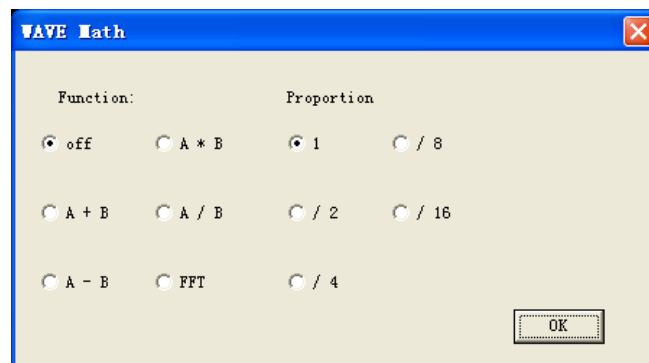 WAVE Math
Function: Proportion
off A * B 1 / 8
A + B A / B / 2 / 16
A - B FFT / 4
OK